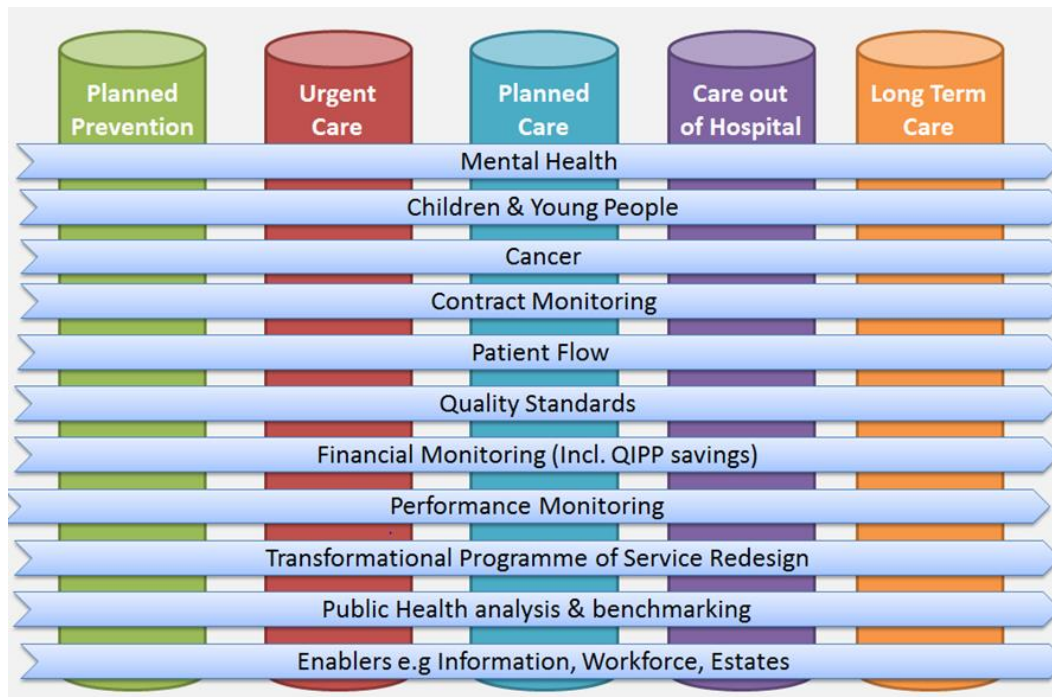 Planned
Prevention
Urgent
Care
Planned
Care
Care out
of Hospital
Long Term
Care
Mental Health
Children & Young People
Cancer
Contract Monitoring
Patient Flow
Quality Standards
Financial Monitoring (Incl. QIPP savings)
Performance Monitoring
Transformational Programme of Service Redesign
Public Health analysis & benchmarking
Enablers e.g Information, Workforce, Estates